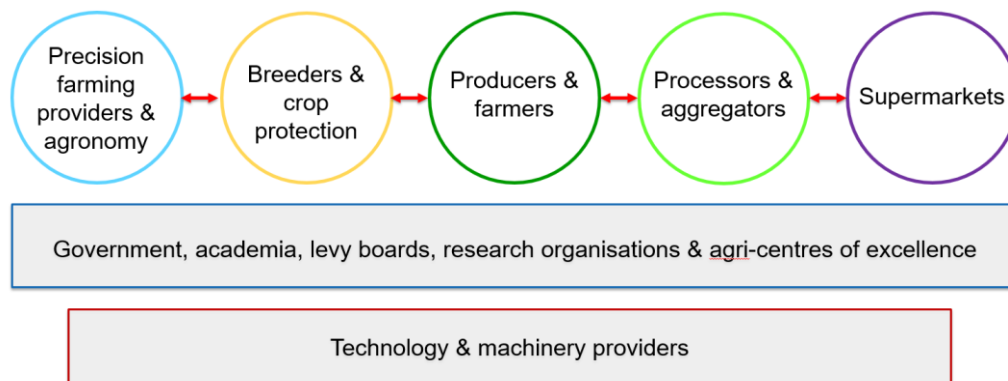 Precision
farming
providers &
agronomy
Breeders &
crop
protection
Producers &
farmers
Processors &
aggregators
Supermarkets
Government, academia, levy boards, research organisations & agri-centres of excellence
Technology & machinery providers